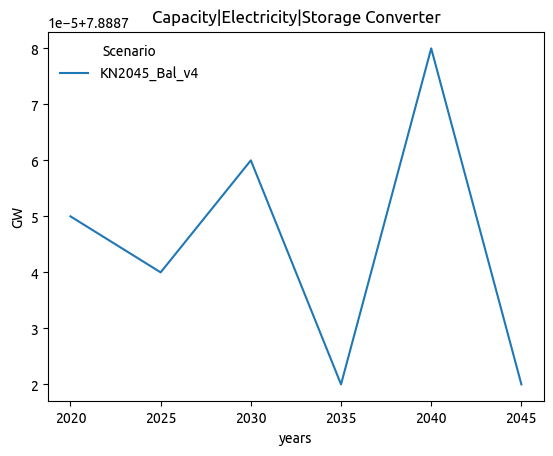 Capacity|Electricity|Storage Converter
1e-5+7.8887
Scenario
KN2045_Bal_v4
8
7
6
5
4
3
2
GW
2020 2025 2030 2035 2040 2045
years